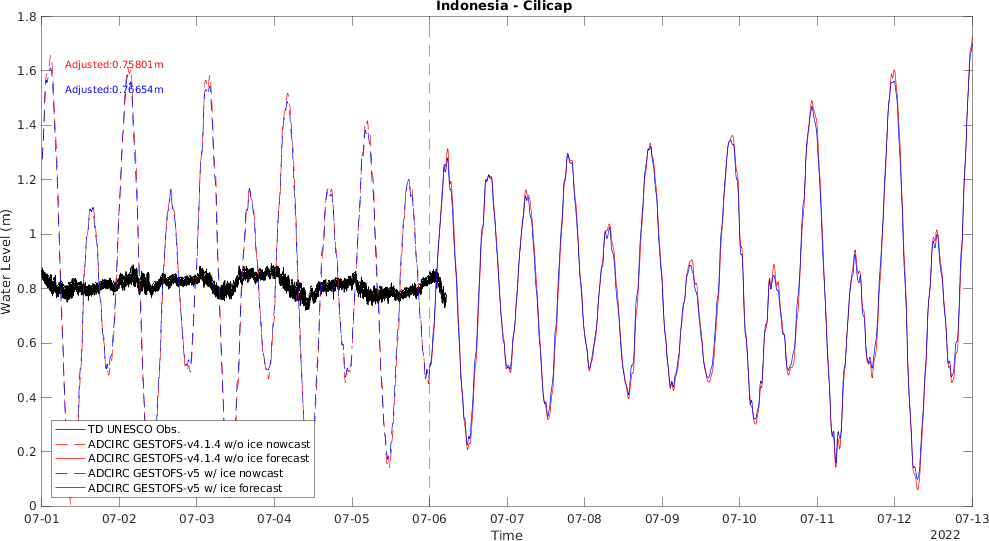 Indonesia - Cilicap
1.8
1.6
1.4
1.2
1
0.8
0.6
0.4
0.2
0
Water Level (m)
Adjusted:0.75801m
Adjusted:0.76654m
TD UNESCO Obs.
ADCIRC GESTOFS-v4.1.4 w/o ice nowcast
ADCIRC GESTOFS-v4.1.4 w/o ice forecast
ADCIRC GESTOFS-v5 w/ ice nowcast
ADCIRC GESTOFS-v5 w/ ice forecast
07-01 07-02 07-03 07-04 07-05 07-06 07-07 07-08 07-09 07-10 07-11 07-12 07-13
Time
2022